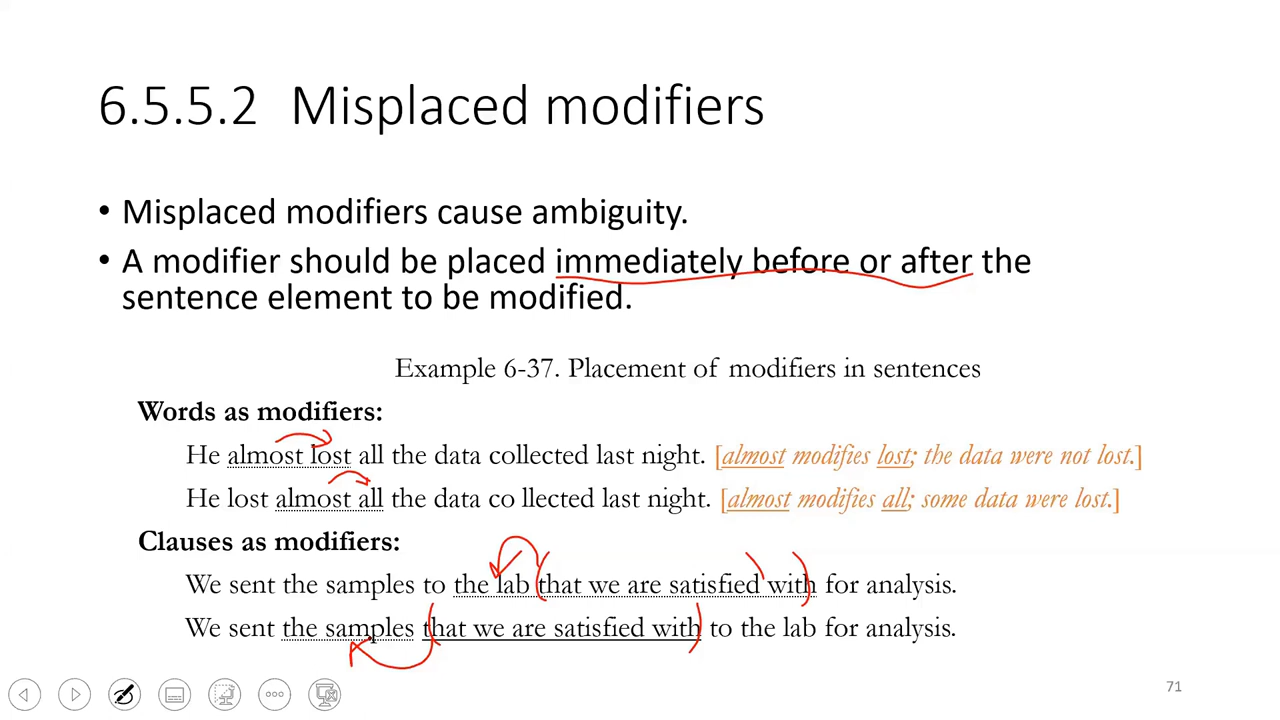 6.5.5.2 Misplaced modifiers
• Misplaced modifiers cause ambiguity.
• A modifier should be placed immediately before or after the
sentence element to be modified.
Example 6-37. Placement of modifiers in sentences
Words as modifiers:
He almost lost all the data collected last night. [almost modifies lost; the data were not lost.]
He lost almost all the data co llected last night. [almost modifies all; some data were lost.]
Clauses as modifiers:
We sent the samples to the lab that we are satisfied with for analysis.
We sent the samples that we are satisfied with to the lab for analysis.
71